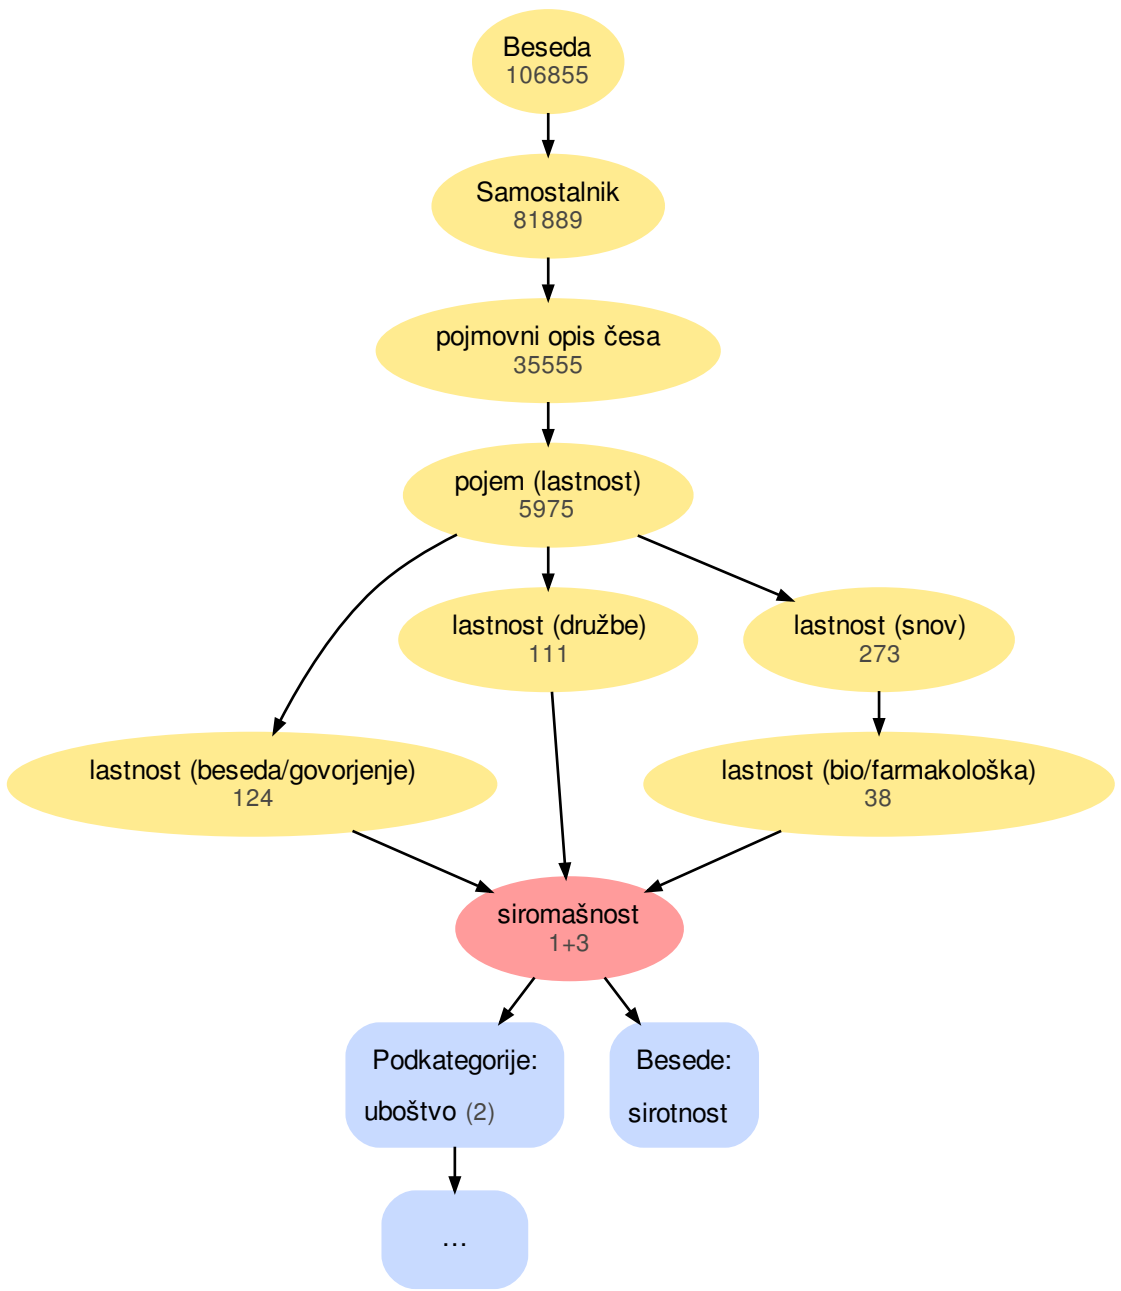 Beseda
106855
Samostalnik
81889
pojmovni opis česa
35555
pojem (lastnost)
5975
lastnost (družbe)
111
lastnost (snov)
273
lastnost (beseda/govorjenje)
124
lastnost (bio/farmakološka)
38
siromašnost
1+3
Podkategorije:
uboštvo (2)
Besede:
sirotnost
...